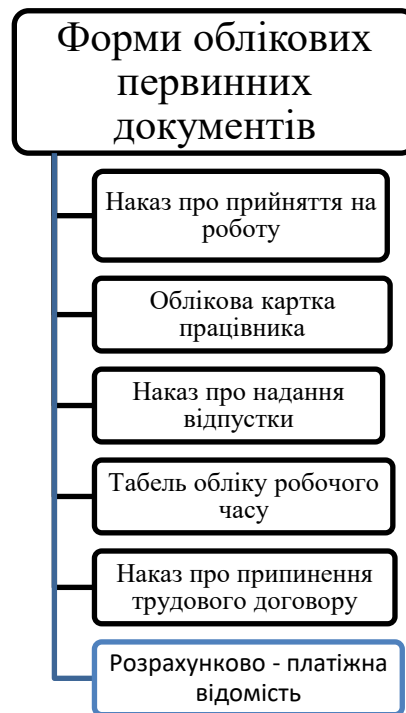 Форми облікових
первинних
документів
Наказ про прийняття на
роботу
Облікова картка
працівника
Наказ про надання
відпустки
Табель обліку робочого
часу
Наказ про припинення
трудового договору
Розрахунково - платіжна
відомість